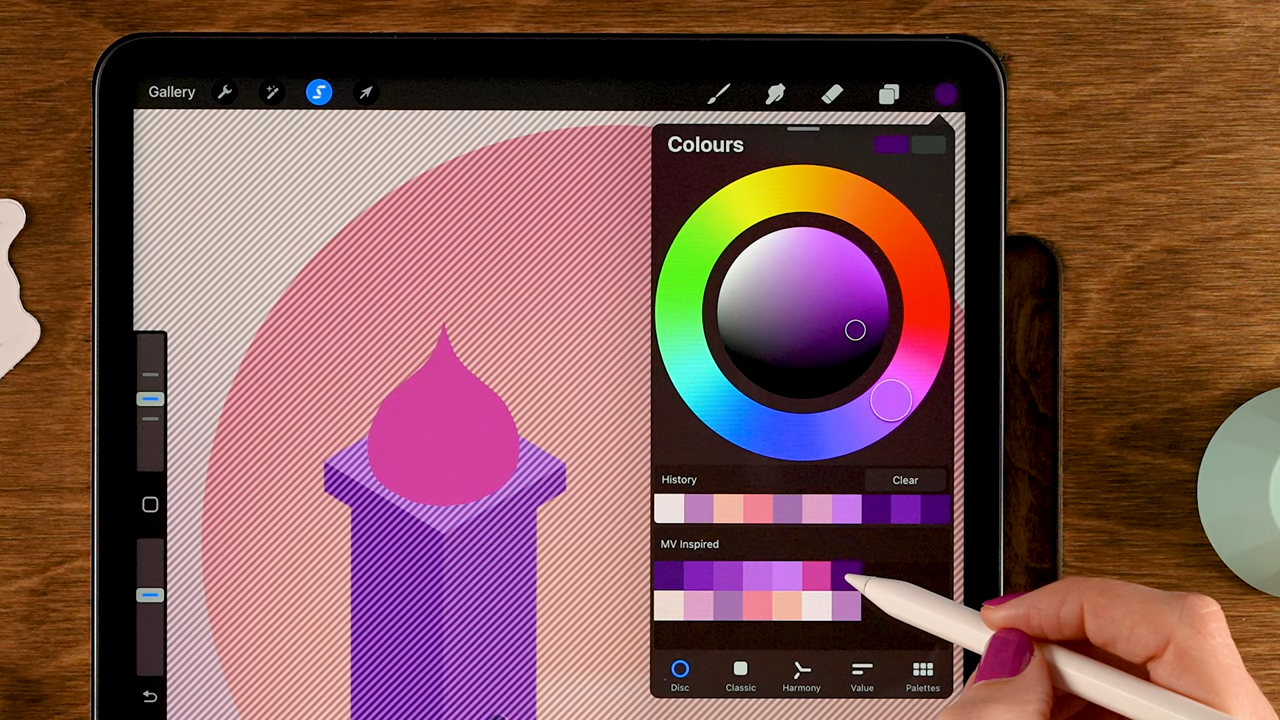 Gallery
Colours
History
Clear
MV Inspired
Disc
Classic
Harmony
Value
Palettes